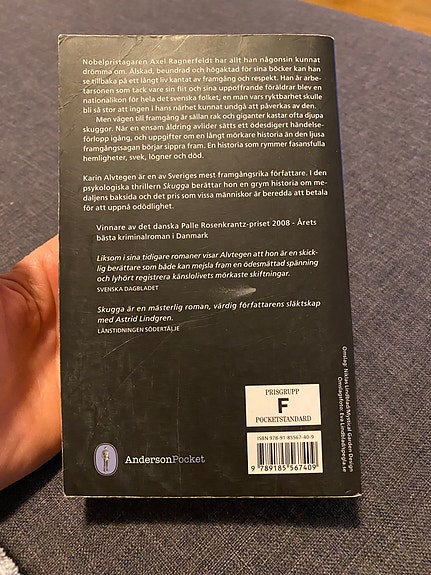 Nobelpristagaren Axel Ragnerfeldt har allt han någonsin kunnat
drömma om. Älskad, beundrad och högaktad för sina böcker kan han
se tillbaka på ett långt liv kantat av framgång och respekt. Han är arbe-
tarsonen som tack vare sin flit och sina uppoffrande föräldrar blev en
nationalikon för hela det svenska folket, en man vars ryktbarhet skulle
bli så stor att ingen i hans närhet kunnat undgå att påverkas av den.
Men vägen till framgång är sällan rak och giganter kastar ofta djupa
skuggor. När en ensam åldring avlider sätts ett ödesdigert händelse-
förlopp igång, och uppgifter om en långt mörkare historia än den ljusa
framgångssagan börjar sippra fram. En historia som rymmer fasansfulla
hemligheter, svek, lögner och död.
Karin Alvtegen är en av Sveriges mest framgångsrika författare. I den
psykologiska thrillern Skugga berättar hon en grym historia om me-
daljens baksida och det pris som vissa människor är beredda att betala
för att uppnå odödlighet.
Vinnare av det danska Palle Rosenkrantz-priset 2008 - Årets
bästa kriminalroman i Danmark
Liksom i sina tidigare romaner visar Alvtegen att hon är en skick-
lig berättare som både kan mejsla fram en ödesmättad spänning
och lyhört registrera känslolivets mörkaste skiftningar.
SVENSKA DAGBLADET
Skugga är en mästerlig roman, värdig författarens släktskap
med Astrid Lindgren.
LÄNSTIDNINGEN SÖDERTÄLJE
Omslag: Niklas Lindblad/Mystical Garden Design
Omslagsfoto: Eva Lindblad/1001bild.se
PRISGRUPP
F
POCKETSTANDARD
ISBN 978-91-85567-40-9
9 789185 567409
AndersonPocket